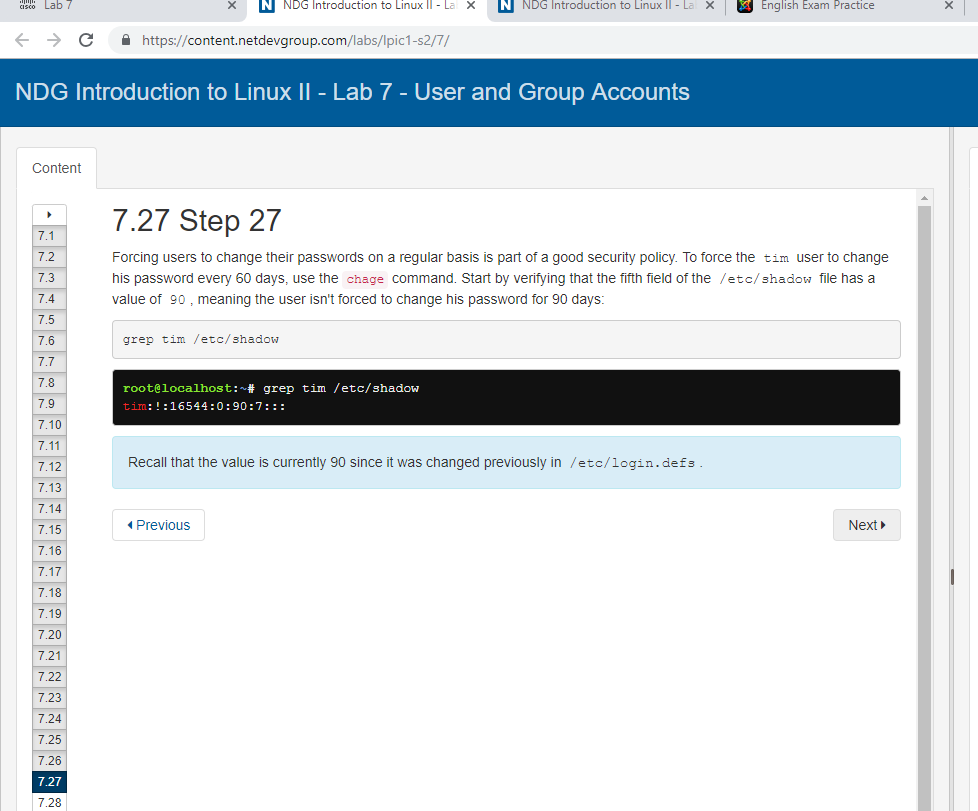 Lab 7
NDG Introduction to Linux II - La
NDG Introduction to Linux II - La
English Exam Practice
https://content.netdevgroup.com/labs/lpic1-s2/7/
NDG Introduction to Linux II - Lab 7 - User and Group Accounts
Content
7.27 Step 27
Forcing users to change their passwords on a regular basis is part of a good security policy. To force the tim user to change
his password every 60 days, use the chage command. Start by verifying that the fifth field of the /etc/shadow file has a
value of 90 , meaning the user isn't forced to change his password for 90 days:
grep tim /etc/shadow
root@localhost:~# grep tim /etc/shadow
tim:!:16544:0:90:7:::
Recall that the value is currently 90 since it was changed previously in /etc/login.defs .
Previous
Next
7.1
7.2
7.3
7.4
7.5
7.6
7.7
7.8
7.9
7.10
7.11
7.12
7.13
7.14
7.15
7.16
7.17
7.18
7.19
7.20
7.21
7.22
7.23
7.24
7.25
7.26
7.27
7.28